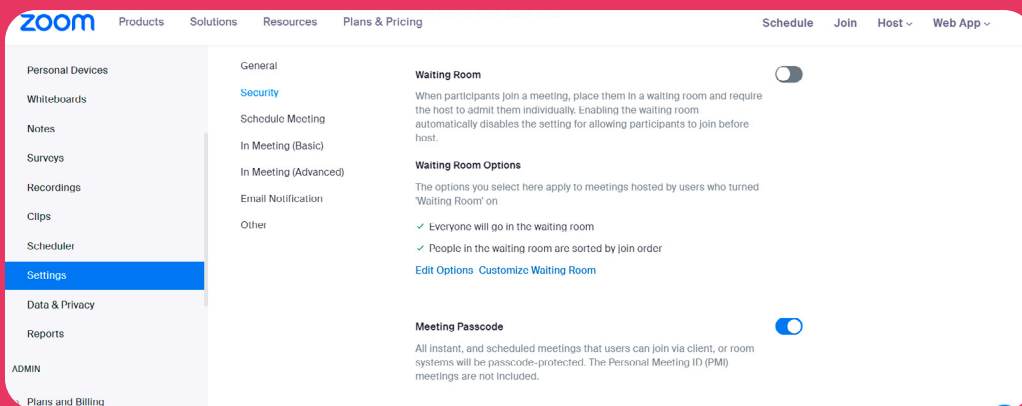 zoom
Products Solutions Resources Plans & Pricing
Schedule Join Host Web App
Personal Devices
Whiteboards
Notes
Surveys
Recordings
Clips
Scheduler
Settings
Data & Privacy
Reports
ADMIN
Plans and Billing
General
Security
Schedule Meeting
In Meeting (Basic)
In Meeting (Advanced)
Email Notification
Other
Waiting Room
When participants join a meeting, place them in a waiting room and require
the host to admit them individually. Enabling the waiting room
automatically disables the setting for allowing participants to join before
host.
Waiting Room Options
The options you select here apply to meetings hosted by users who turned
'Waiting Room' on
✓ Everyone will go in the waiting room
✓ People in the waiting room are sorted by join order
Edit Options Customize Waiting Room
Meeting Passcode
All instant, and scheduled meetings that users can join via client, or room
systems will be passcode-protected. The Personal Meeting ID (PMI)
meetings are not included.